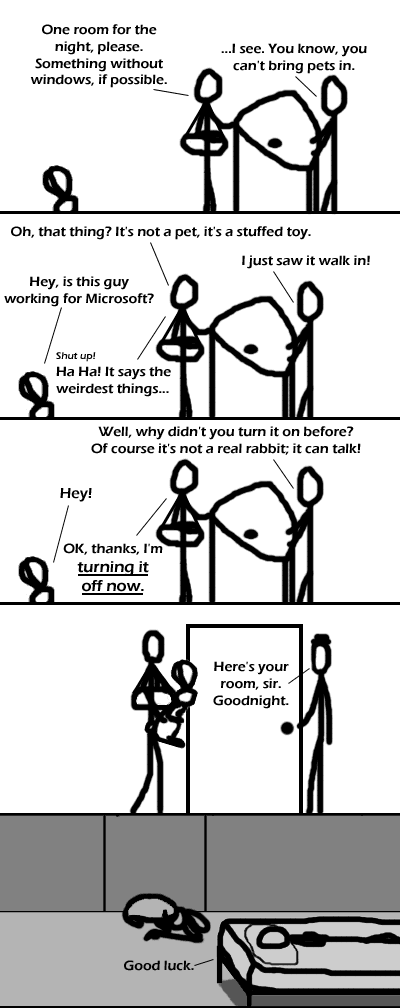 One room for the
night, please.
Something without
windows, if possible.
...I see. You know, you
can't bring pets in.
Oh, that thing? It's not a pet, it's a stuffed toy.
I just saw it walk in!
Hey, is this guy
working for Microsoft?
Shut up!
Ha Ha! It says the
weirdest things...
Well, why didn't you turn it on before?
Of course it's not a real rabbit; it can talk!
Hey!
OK, thanks, I'm
turning it
off now.
Here's your
room, sir.
Goodnight.
Good luck.